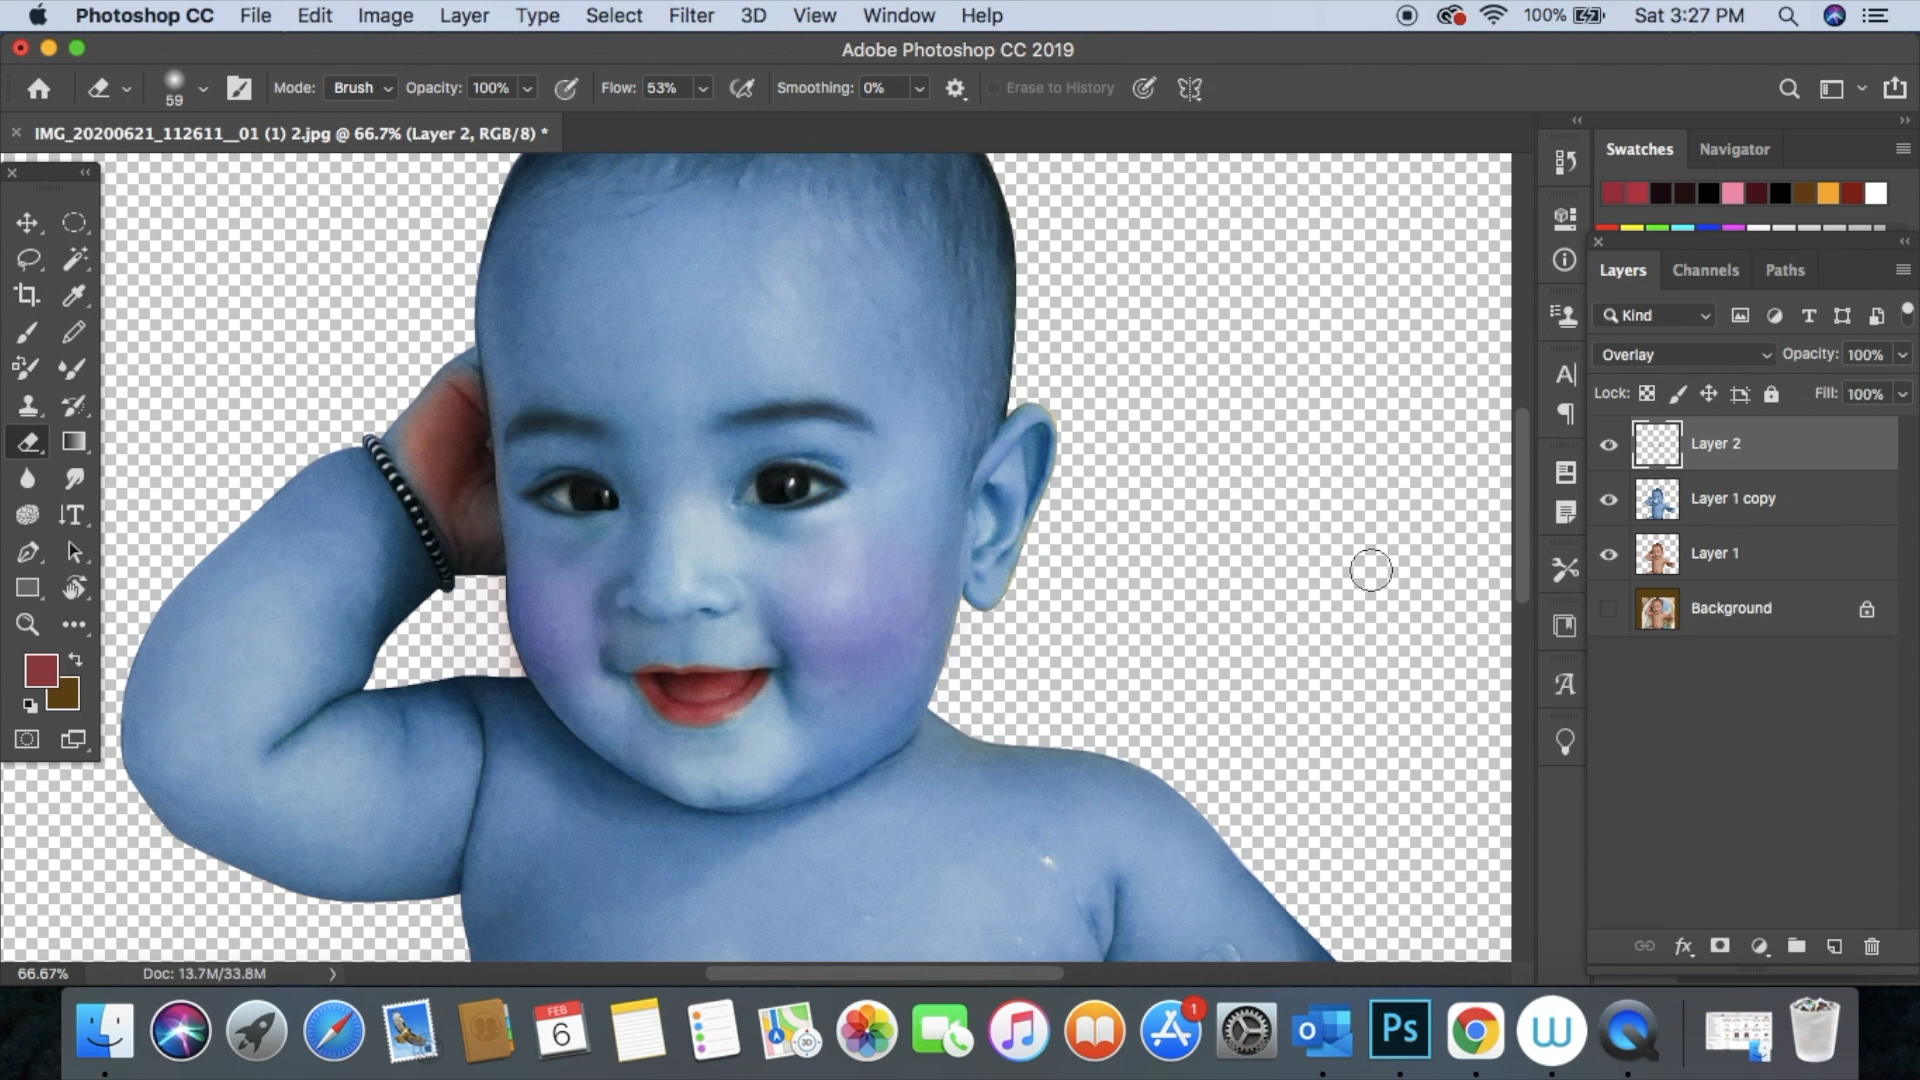 Photoshop CC File Edit Image Layer Type Select Filter 3D View Window Help 100% Sat 3:27 PM
Adobe Photoshop CC 2019
59 Mode: Brush Opacity: 100% Flow: 53% Smoothing: 0% Erase to History
IMG_20200621_112611__01 (1) 2.jpg @ 66.7% (Layer 2, RGB/8) *
Swatches Navigator
Layers Channels Paths
Kind
Overlay Opacity: 100%
Lock: Fill: 100%
Layer 2
Layer 1 copy
Layer 1
Background
66.67% Doc: 13.7M/33.8M
FEB
6
3D
1
Ps
W